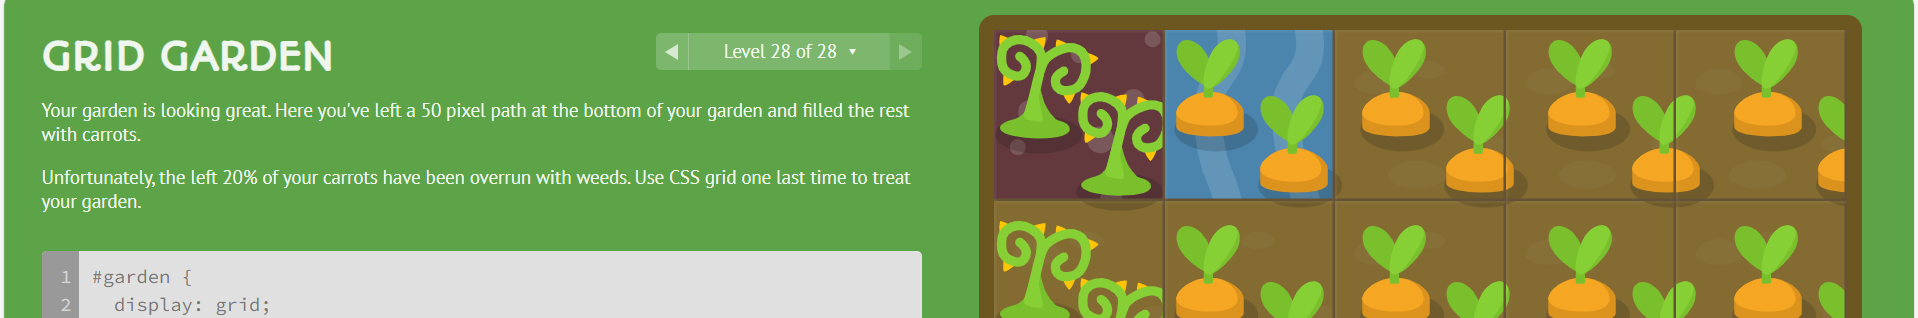 GRID GARDEN
Level 28 of 28
Your garden is looking great. Here you've left a 50 pixel path at the bottom of your garden and filled the rest
with carrots.
Unfortunately, the left 20% of your carrots have been overrun with weeds. Use CSS grid one last time to treat
your garden.
1 #garden {
2 display: grid;